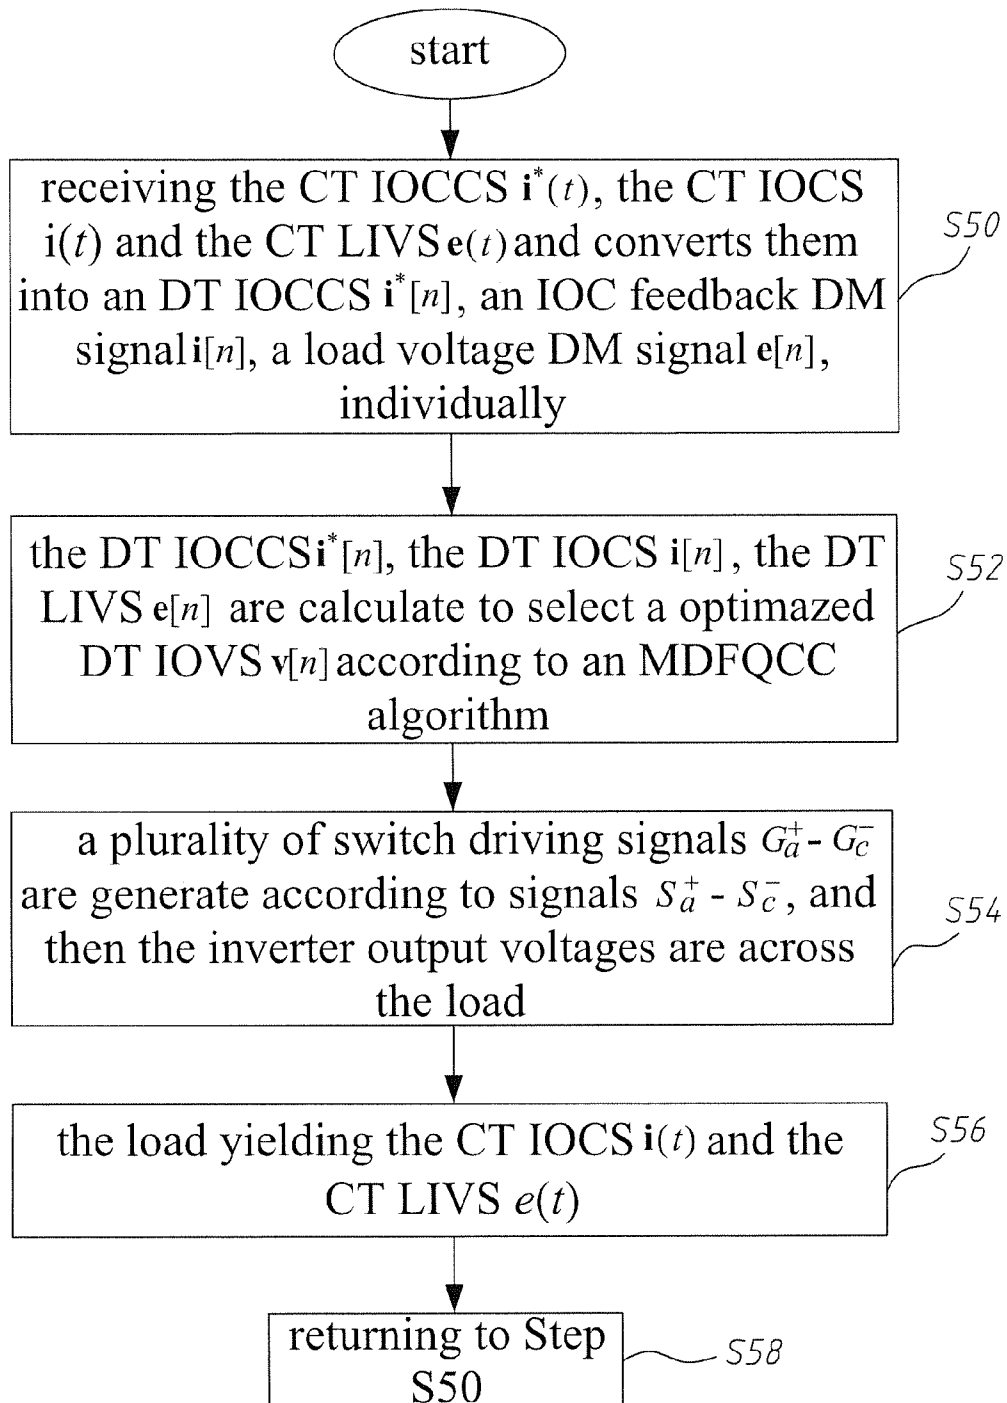 start
receiving the CT IOCCS i*(t), the CT IOCS
i(t) and the CT LIVS e(t) and converts them
into an DT IOCCS i*[n], an IOC feedback DM
signal i[n], a load voltage DM signal e[n],
individually
S50
the DT IOCCS i*[n], the DT IOCS i[n], the DT
LIVS e[n] are calculate to select a optimazed
DT IOVS v[n] according to an MDFQCC
algorithm
S52
a plurality of switch driving signals G_a^+ - G_c^-
are generate according to signals S_a^+ - S_c^-, and
then the inverter output voltages are across
the load
S54
the load yielding the CT IOCS i(t) and the
CT LIVS e(t)
S56
returning to Step
S50
S58